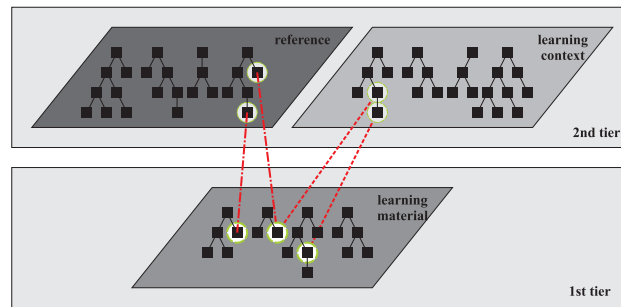 reference
learning
context
2nd tier
learning
material
1st tier